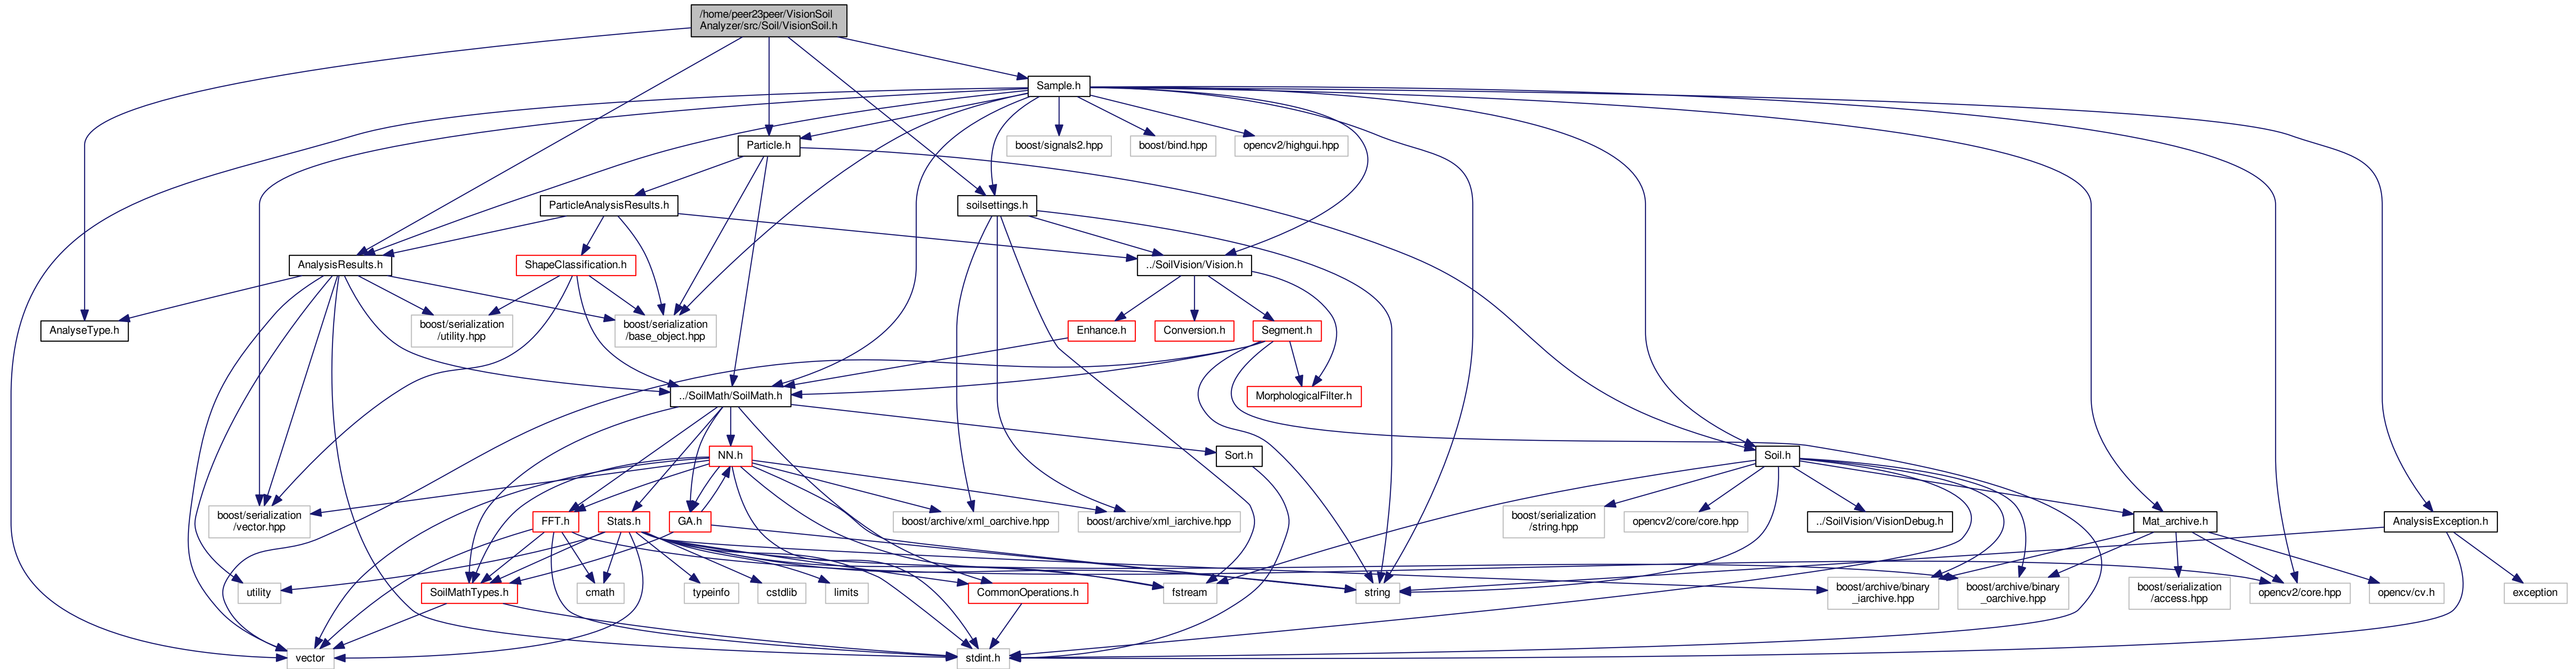 /home/peer23peer/VisionSoil
Analyzer/src/Soil/VisionSoil.h
Sample.h
Particle.h
boost/signals2.hpp
boost/bind.hpp
opencv2/highgui.hpp
ParticleAnalysisResults.h
soilsettings.h
AnalysisResults.h
ShapeClassification.h
../SoilVision/Vision.h
AnalyseType.h
boost/serialization
/utility.hpp
boost/serialization
/base_object.hpp
Enhance.h
Conversion.h
Segment.h
../SoilMath/SoilMath.h
MorphologicalFilter.h
NN.h
Sort.h
Soil.h
boost/serialization
/vector.hpp
FFT.h
Stats.h
GA.h
boost/archive/xml_oarchive.hpp
boost/archive/xml_iarchive.hpp
boost/serialization
/string.hpp
opencv2/core/core.hpp
../SoilVision/VisionDebug.h
Mat_archive.h
AnalysisException.h
utility
SoilMathTypes.h
cmath
typeinfo
cstdlib
limits
CommonOperations.h
fstream
string
boost/archive/binary
_iarchive.hpp
boost/archive/binary
_oarchive.hpp
boost/serialization
/access.hpp
opencv2/core.hpp
opencv/cv.h
exception
vector
stdint.h